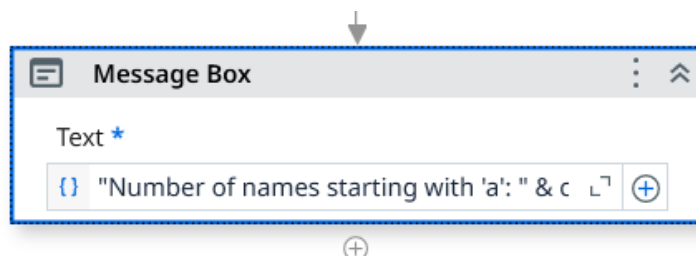 Message Box
Text *
{} "Number of names starting with 'a': " & c